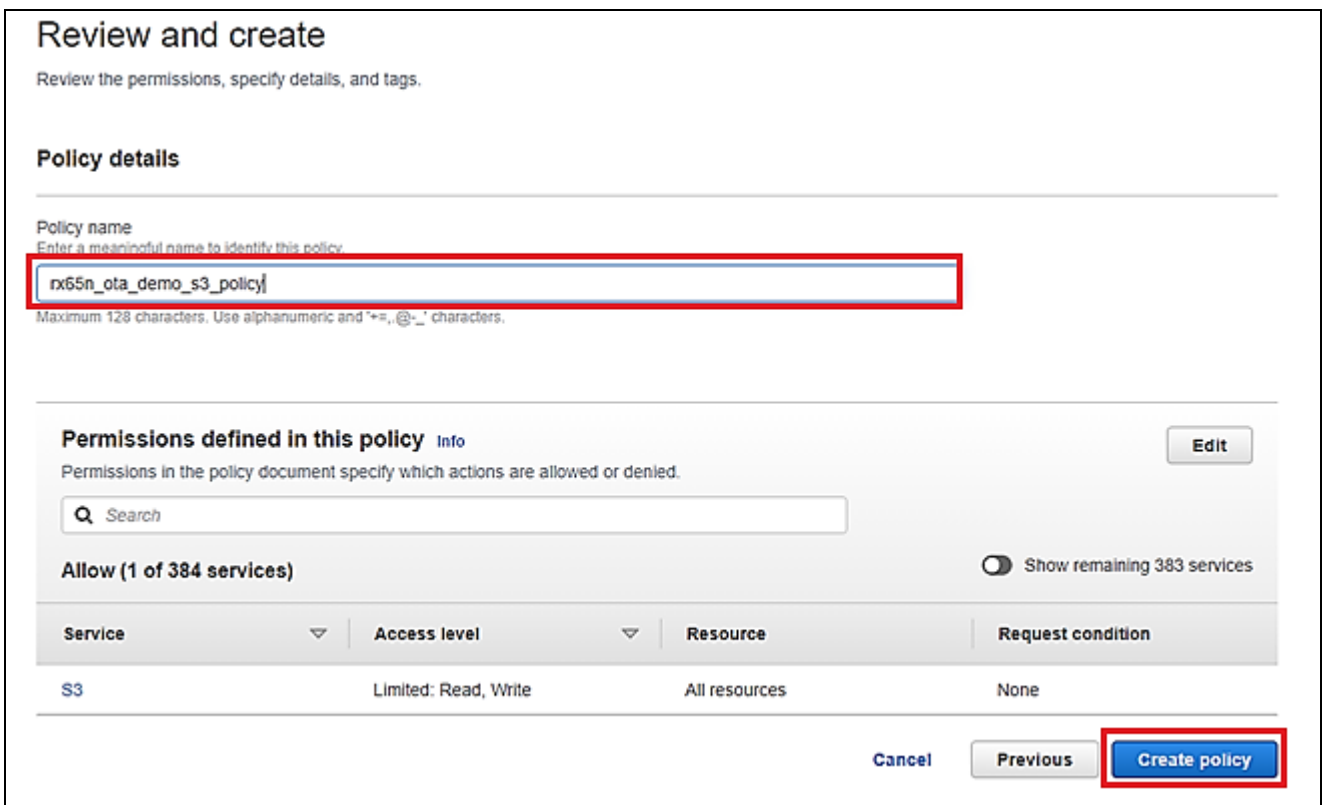 Review and create
Review the permissions, specify details, and tags.
Policy details
Policy name
Enter a meaningful name to identify this policy.
rx65n_ota_demo_s3_policy
Maximum 128 characters. Use alphanumeric and '+=,.@-_' characters.
Permissions defined in this policy Info
Edit
Permissions in the policy document specify which actions are allowed or denied.
Search
Allow (1 of 384 services)
Show remaining 383 services
Service Access level Resource Request condition
S3 Limited: Read, Write All resources None
Cancel Previous Create policy